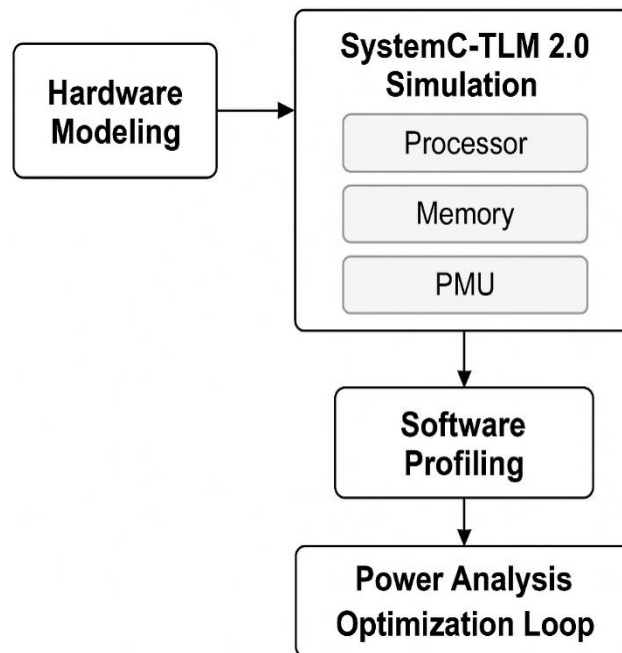 Hardware
Modeling
SystemC-TLM 2.0
Simulation
Processor
Memory
PMU
Software
Profiling
Power Analysis
Optimization Loop